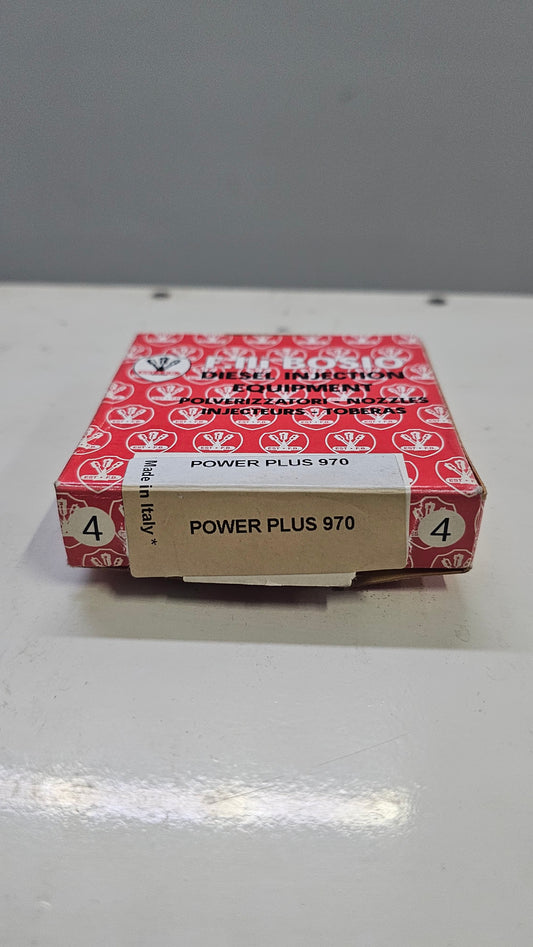 F.lli BOSIO
DIESEL INJECTION
EQUIPMENT
POLVERIZZATORI - NOZZLES
INJECTEURS - TOBERAS
POWER PLUS 970
Made in Italy *
4
POWER PLUS 970
4